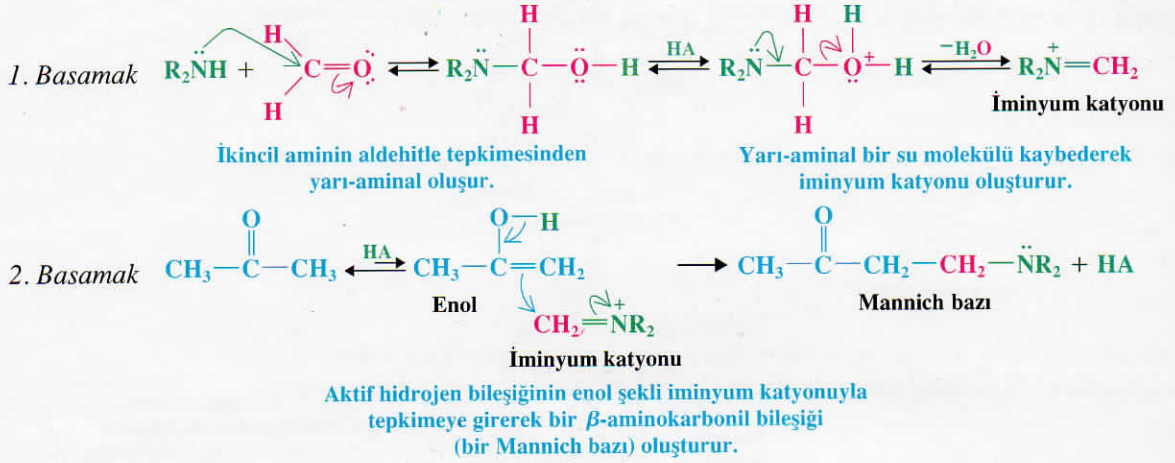 1. Basamak R₂N̈H + H C=Ö: H ⇌ R₂N̈—C—Ö—H H H HA ⇌ R₂N̈—C—O⁺—H H H H −H₂O ⇌ R₂N⁺=CH₂
İminyum katyonu
İkincil aminin aldehitle tepkimesinden
yarı-aminal oluşur.
Yarı-aminal bir su molekülü kaybederek
iminyum katyonu oluşturur.
2. Basamak CH₃—C(=O)—CH₃ HA ⇌ CH₃—C(O—H)=CH₂ → CH₃—C(=O)—CH₂—CH₂—N̈R₂ + HA
Enol
Mannich bazı
CH₂=N⁺R₂
İminyum katyonu
Aktif hidrojen bileşiğinin enol şekli iminyum katyonuyla
tepkimeye girerek bir β-aminokarbonil bileşiği
(bir Mannich bazı) oluşturur.